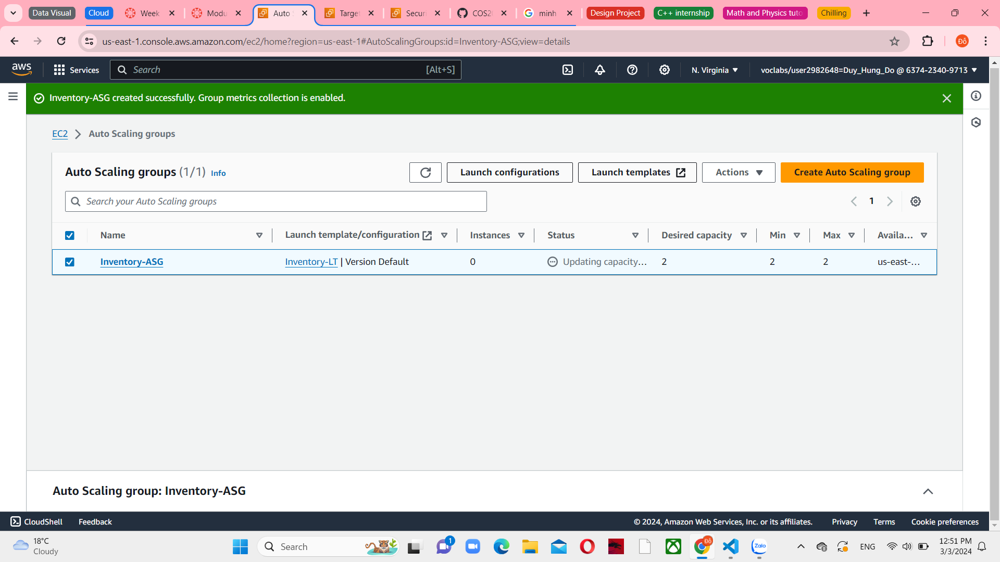 Data Visual
Cloud
Week
Modu
Auto
Target
Securi
COS20
minh
Design Project
C++ internship
Math and Physics tuto
Chilling
us-east-1.console.aws.amazon.com/ec2/home?region=us-east-1#AutoScalingGroups:id=Inventory-ASG;view=details
Đỗ
aws
Services
Search
[Alt+S]
N. Virginia
voclabs/user2982648=Duy_Hung_Do @ 6374-2340-9713
Inventory-ASG created successfully. Group metrics collection is enabled.
EC2
Auto Scaling groups
Auto Scaling groups (1/1) Info
Launch configurations
Launch templates
Actions
Create Auto Scaling group
Search your Auto Scaling groups
1
Name
Launch template/configuration
Instances
Status
Desired capacity
Min
Max
Availa...
Inventory-ASG
Inventory-LT | Version Default
0
Updating capacity...
2
2
2
us-east-...
Auto Scaling group: Inventory-ASG
CloudShell
Feedback
© 2024, Amazon Web Services, Inc. or its affiliates.
Privacy
Terms
Cookie preferences
18°C
Cloudy
Search
1
Đỗ
Zalo
ENG
12:51 PM
3/3/2024